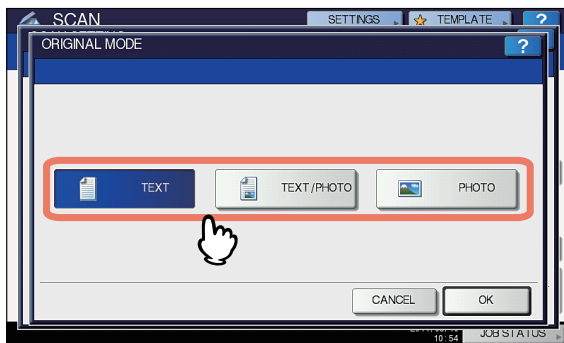 SCAN
SETTINGS
TEMPLATE
?
ORIGINAL MODE
?
TEXT
TEXT/PHOTO
PHOTO
CANCEL
OK
10:54
JOB STATUS